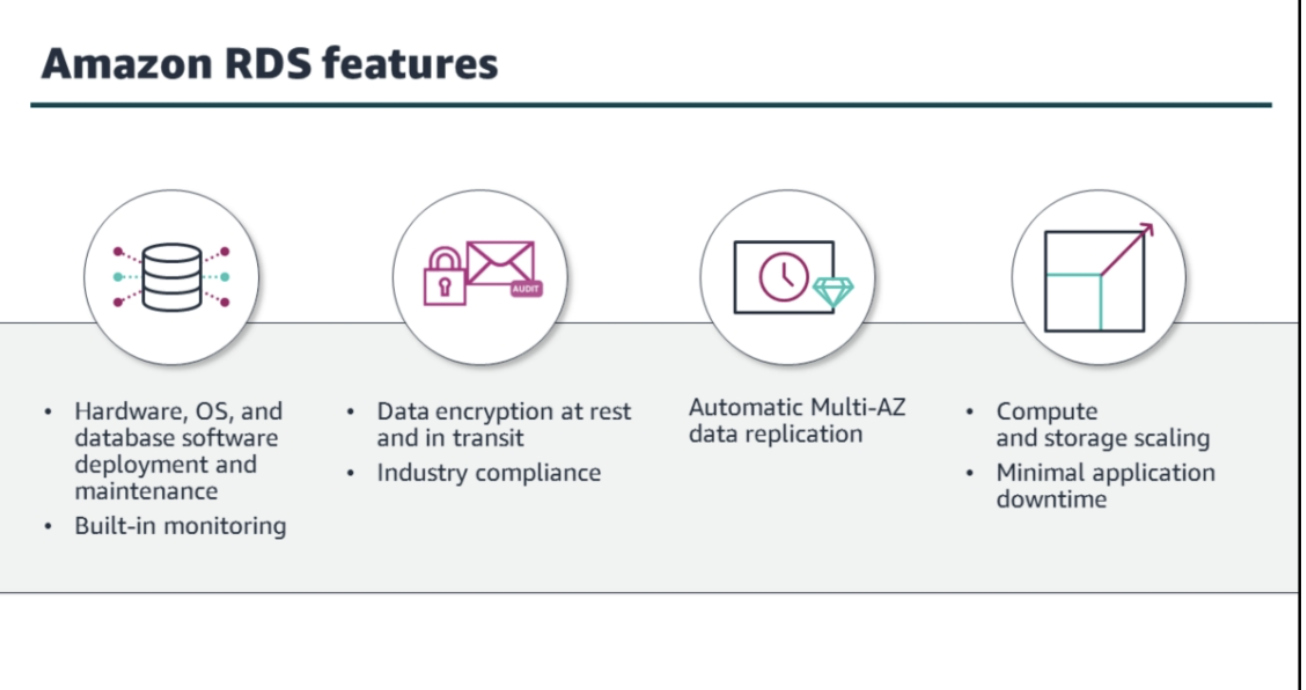 Amazon RDS features
AUDIT
• Hardware, OS, and
database software
deployment and
maintenance
• Built-in monitoring
• Data encryption at rest
and in transit
• Industry compliance
Automatic Multi-AZ
data replication
• Compute
and storage scaling
• Minimal application
downtime